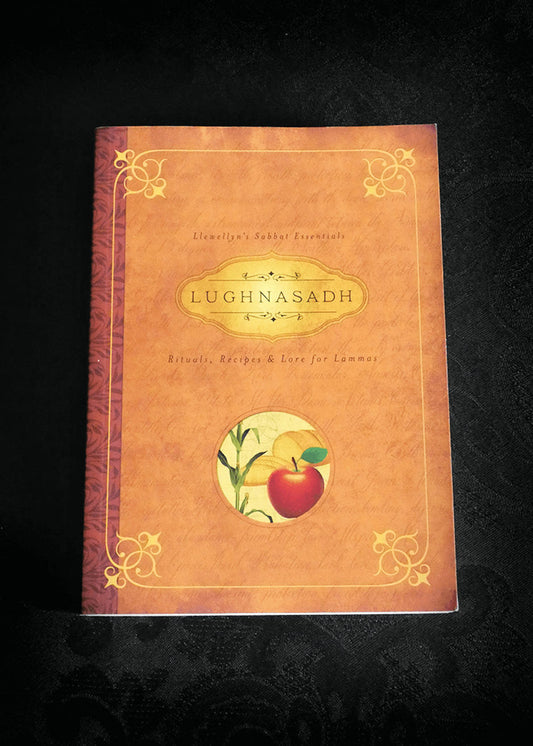 Llewellyn's Sabbat Essentials
LUGHNASADH
Rituals, Recipes & Lore for Lammas